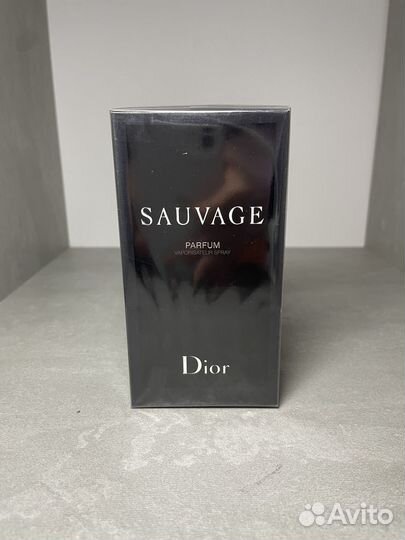 SAUVAGE
PARFUM
VAPORISATEUR SPRAY
Dior
Avito